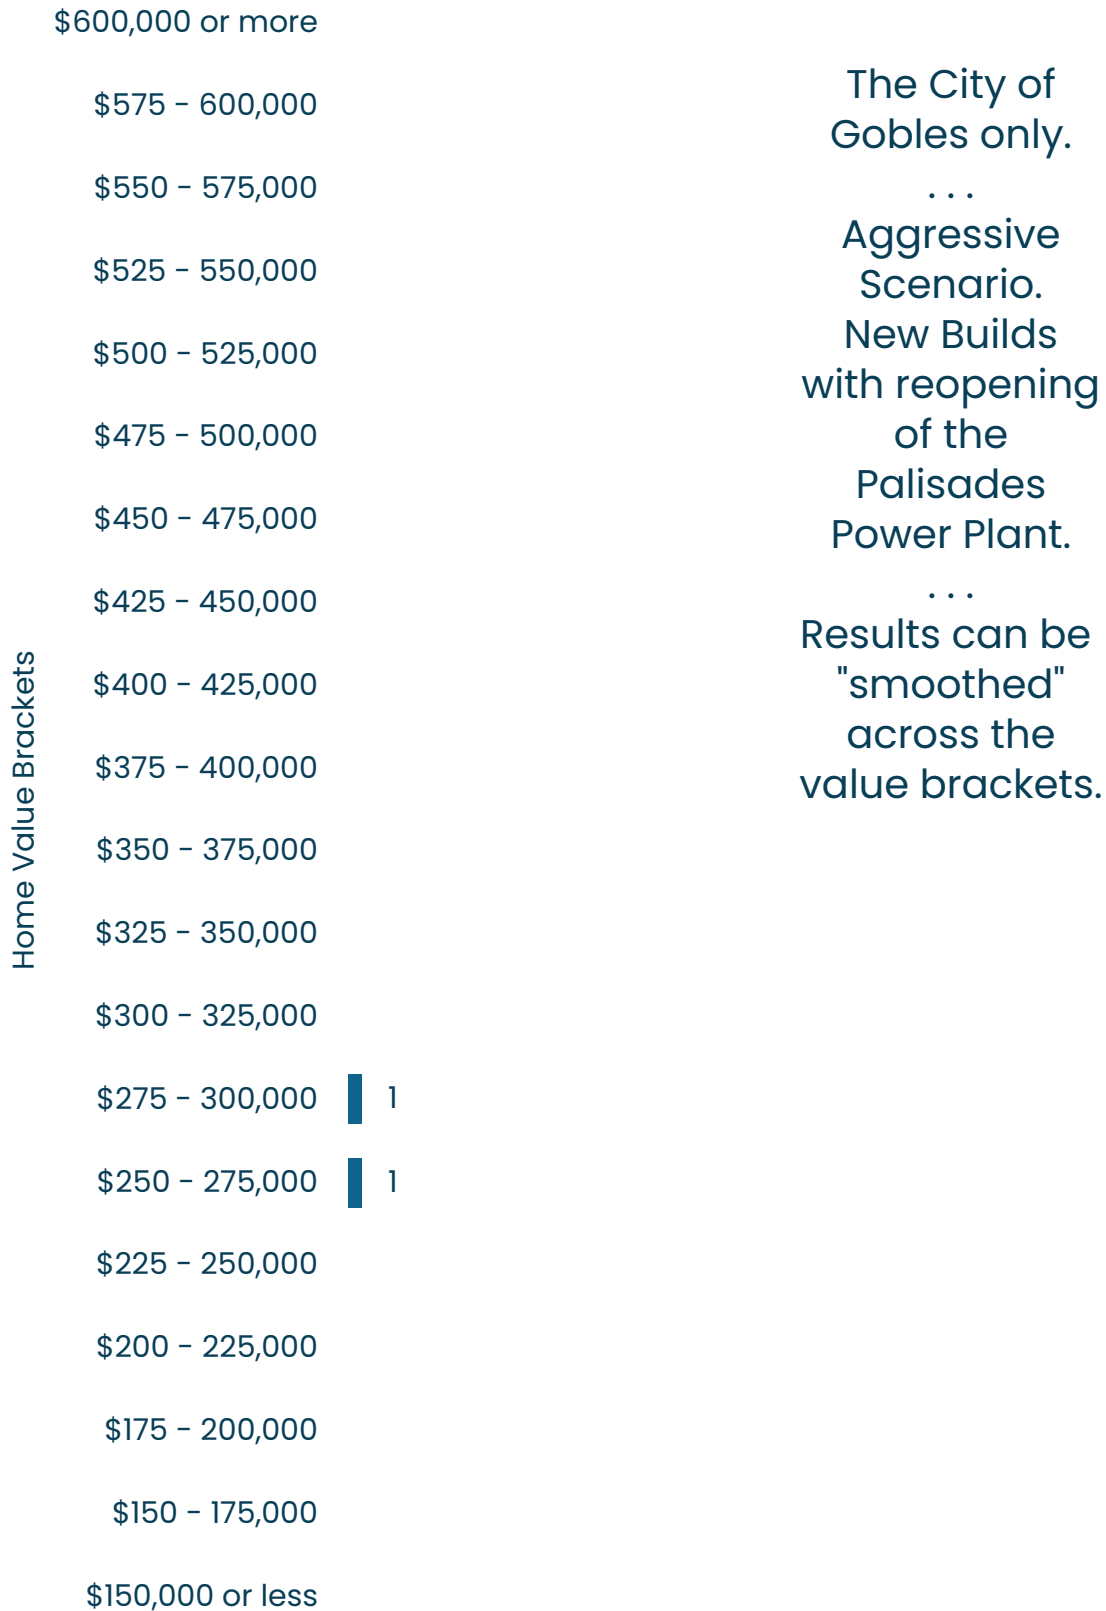 $600,000 or more
$575 - 600,000
$550 - 575,000
$525 - 550,000
$500 - 525,000
$475 - 500,000
$450 - 475,000
$425 - 450,000
$400 - 425,000
$375 - 400,000
$350 - 375,000
$325 - 350,000
$300 - 325,000
$275 - 300,000 1
$250 - 275,000 1
$225 - 250,000
$200 - 225,000
$175 - 200,000
$150 - 175,000
$150,000 or less
Home Value Brackets
The City of
Gobles only.
. . .
Aggressive
Scenario.
New Builds
with reopening
of the
Palisades
Power Plant.
. . .
Results can be
"smoothed"
across the
value brackets.